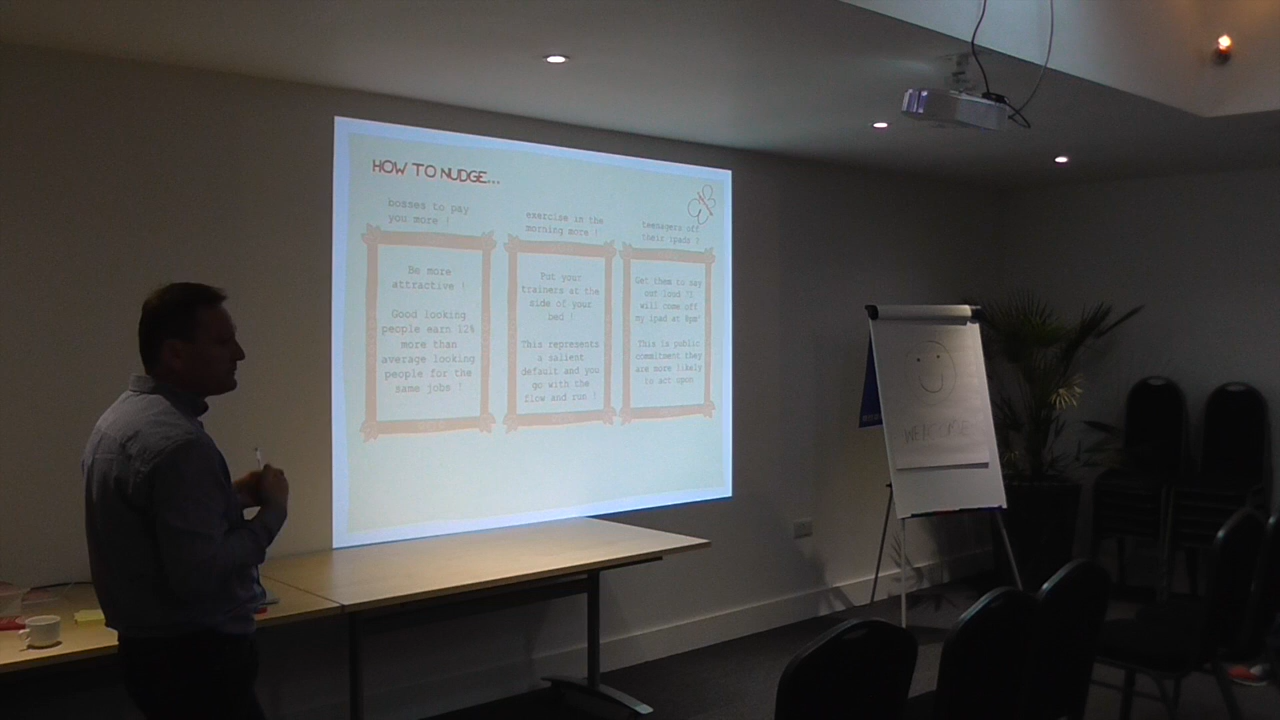 HOW TO NUDGE...
bosses to pay
you more !
Be more
attractive !
Good looking
people earn 12%
more than
average looking
people for the
same jobs !
exercise in the
morning more !
Put your
trainers at the
side of your
bed !
This represents
a salient
default and you
go with the
flow and run !
teenagers off
their ipads ?
Get them to say
out loud 'I
will come off
my ipad at 8pm'
This is public
commitment they
are more likely
to act upon
WELCOME